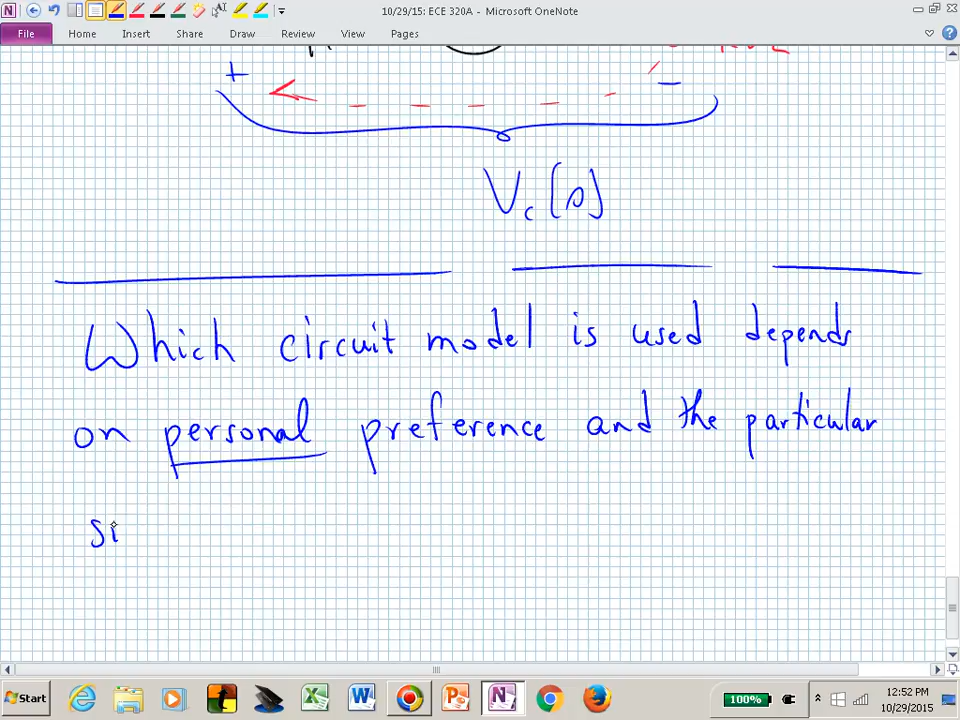 10/29/15: ECE 320A - Microsoft OneNote
File Home Insert Share Draw Review View Pages
+ −
Vc(s)
Which circuit model is used depends
on personal preference and the particular
si
Start 100% 12:52 PM
10/29/2015